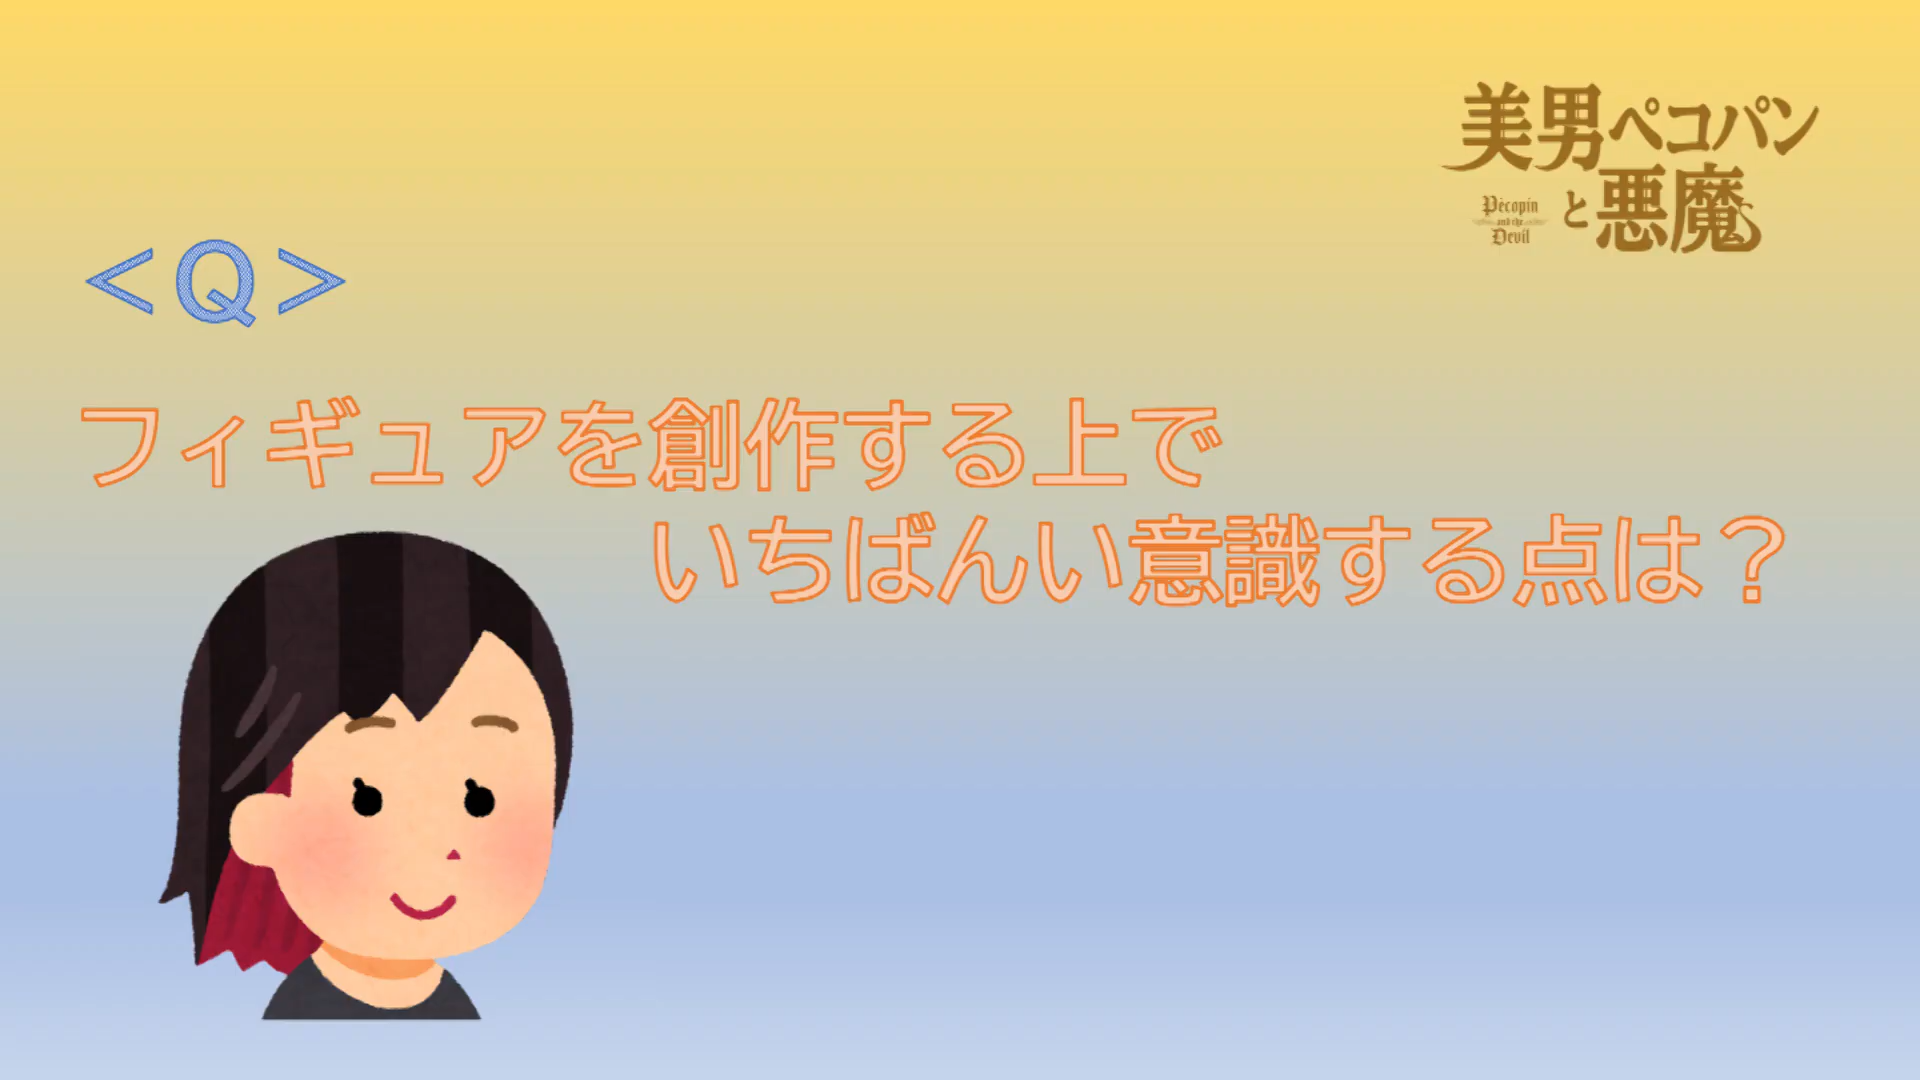 美男ペコパン
と悪魔
Pécopin
and the
Devil
＜Q＞
フィギュアを創作する上で
いちばんい意識する点は？